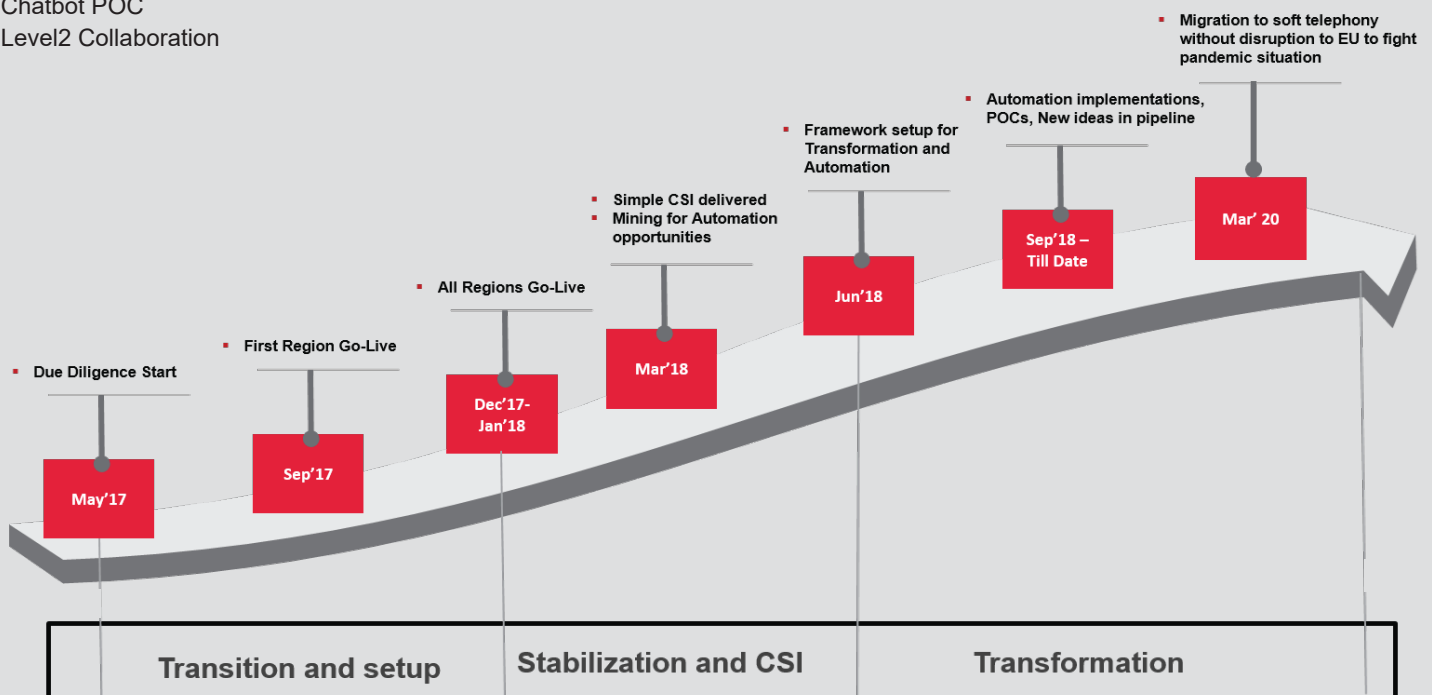 Chatbot POC
Level2 Collaboration
▪ Migration to soft telephony
without disruption to EU to fight
pandemic situation
▪ Automation implementations,
POCs, New ideas in pipeline
▪ Framework setup for
Transformation and
Automation
▪ Simple CSI delivered
▪ Mining for Automation
opportunities
▪ All Regions Go-Live
▪ First Region Go-Live
▪ Due Diligence Start
May'17
Sep'17
Dec'17-
Jan'18
Mar'18
Jun'18
Sep'18 –
Till Date
Mar' 20
Transition and setup
Stabilization and CSI
Transformation